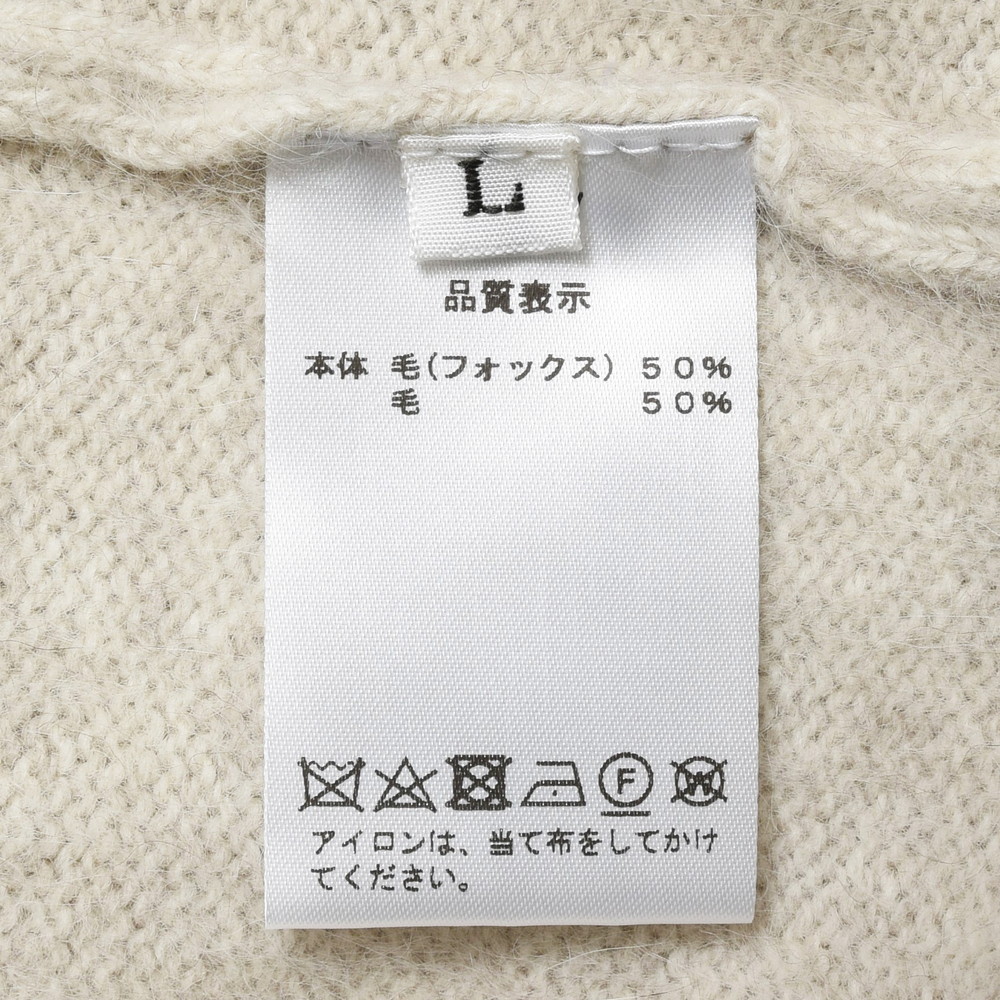 L
品質表示
本体 毛(フォックス) 50%
毛 50%
F W
アイロンは、当て布をしてかけ
てください。